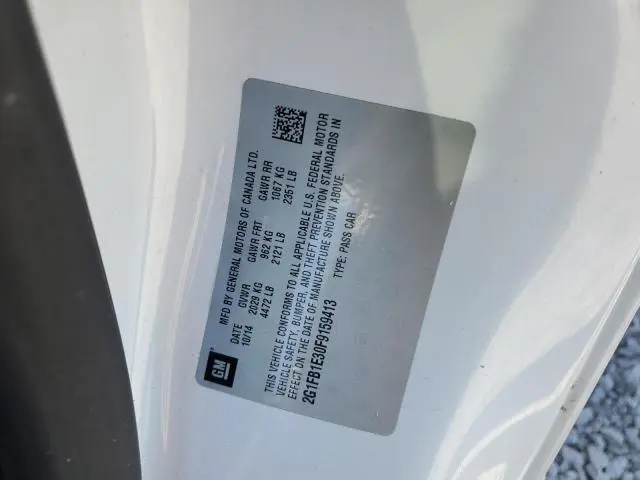 GM
MFD BY GENERAL MOTORS OF CANADA LTD.
DATE GVWR GAWR FRT GAWR RR
10/14 2029 KG 962 KG 1067 KG
4472 LB 2121 LB 2351 LB
THIS VEHICLE CONFORMS TO ALL APPLICABLE U.S. FEDERAL MOTOR
VEHICLE SAFETY, BUMPER, AND THEFT PREVENTION STANDARDS IN
EFFECT ON THE DATE OF MANUFACTURE SHOWN ABOVE.
2G1FB1E30F9159413 TYPE: PASS CAR